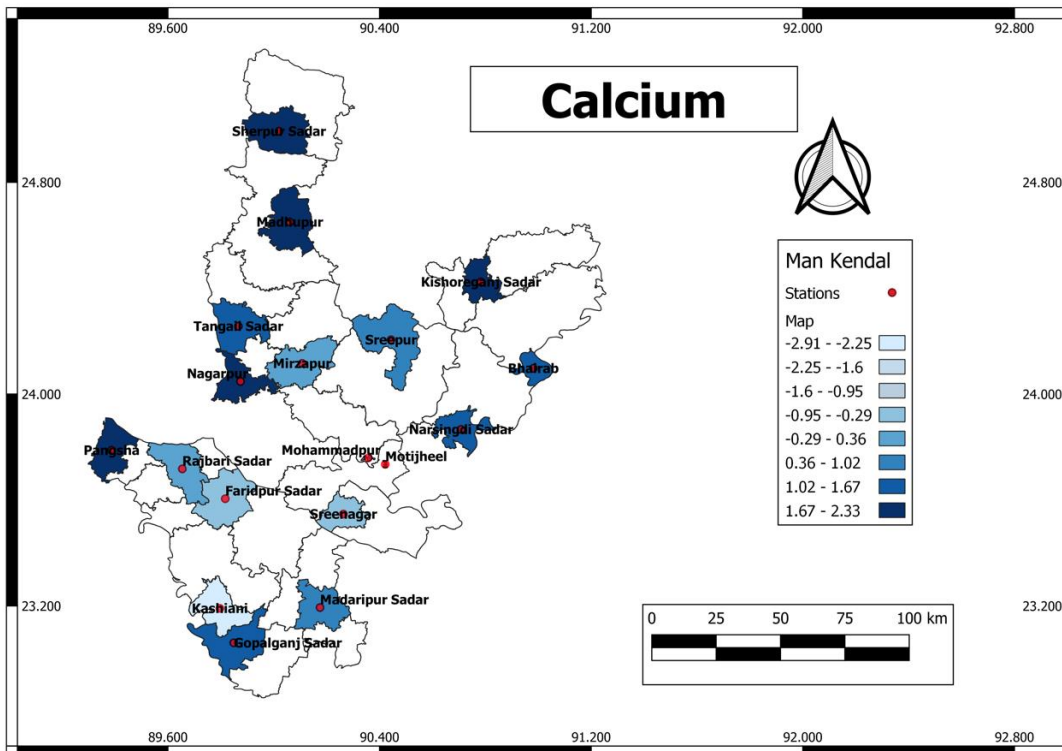 89.600 90.400 91.200 92.000 92.800
Calcium
Sherpur Sadar
24.800 24.800
Madhupur
Man Kendal
Kishoreganj Sadar
Stations
Map
Tangail Sadar
-2.91 - -2.25
Sreepur
-2.25 - -1.6
Mirzapur
Bhairab
Nagarpur
-1.6 - -0.95
24.000 24.000
-0.95 - -0.29
Narsingdi Sadar
-0.29 - 0.36
Pangsha
Mohammadpur
Motijheel
0.36 - 1.02
Rajbari Sadar
1.02 - 1.67
Faridpur Sadar
1.67 - 2.33
Sreenagar
Madaripur Sadar
Kashiani
23.200 23.200
0 25 50 75 100 km
Gopalganj Sadar
89.600 90.400 91.200 92.000 92.800